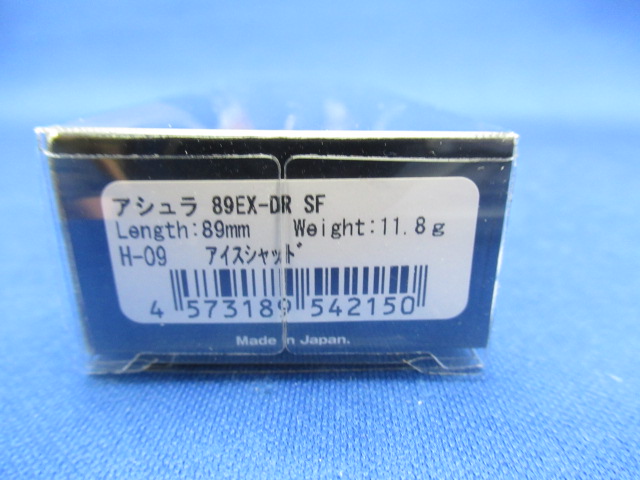 アシュラ 89EX-DR SF
Length:89mm Weight:11.8g
H-09 アイスシャッド
4 573189 542150
Made in Japan.